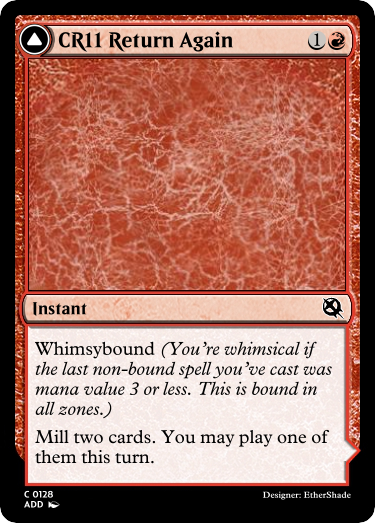 CR11 Return Again
1
Instant
Whimsybound (You're whimsical if
the last non-bound spell you've cast was
mana value 3 or less. This is bound in
all zones.)
Mill two cards. You may play one of
them this turn.
C 0128
ADD
Designer: EtherShade